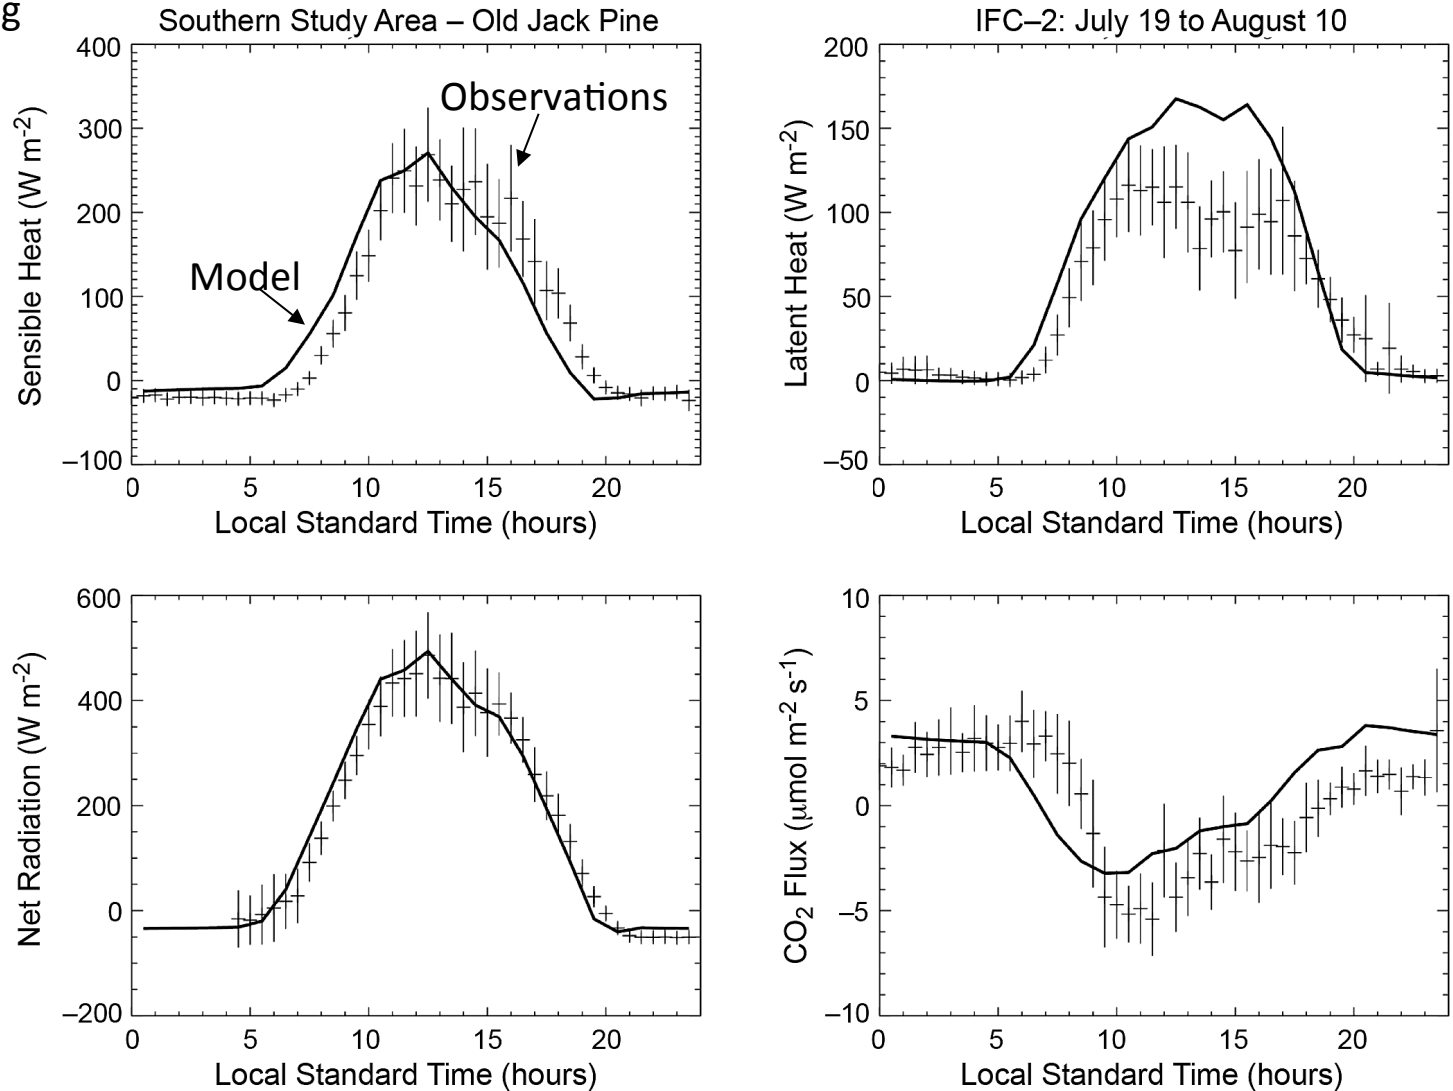 g
Southern Study Area – Old Jack Pine
IFC–2: July 19 to August 10
400
300
200
100
0
–100
Sensible Heat (W m-2)
Observations
Model
0 5 10 15 20
Local Standard Time (hours)
200
150
100
50
0
–50
Latent Heat (W m-2)
0 5 10 15 20
Local Standard Time (hours)
600
400
200
0
–200
Net Radiation (W m-2)
0 5 10 15 20
Local Standard Time (hours)
10
5
0
–5
–10
CO2 Flux (μmol m-2 s-1)
0 5 10 15 20
Local Standard Time (hours)